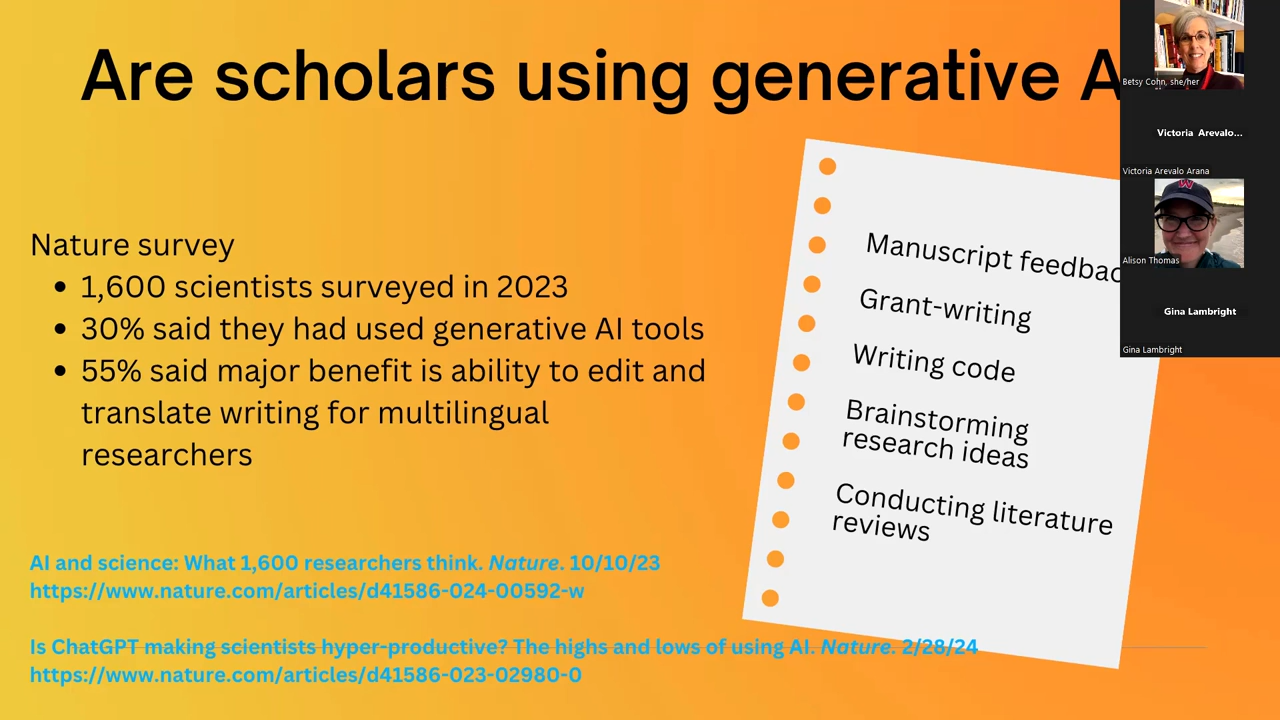 Are scholars using generative A
Nature survey
1,600 scientists surveyed in 2023
30% said they had used generative AI tools
55% said major benefit is ability to edit and
translate writing for multilingual
researchers
AI and science: What 1,600 researchers think. Nature. 10/10/23
https://www.nature.com/articles/d41586-024-00592-w
Is ChatGPT making scientists hyper-productive? The highs and lows of using AI. Nature. 2/28/24
https://www.nature.com/articles/d41586-023-02980-0
Manuscript feedbac
Grant-writing
Writing code
Brainstorming
research ideas
Conducting literature
reviews
Betsy Cohn, she/her
Victoria Arevalo...
Victoria Arevalo Arana
W
Alison Thomas
Gina Lambright
Gina Lambright